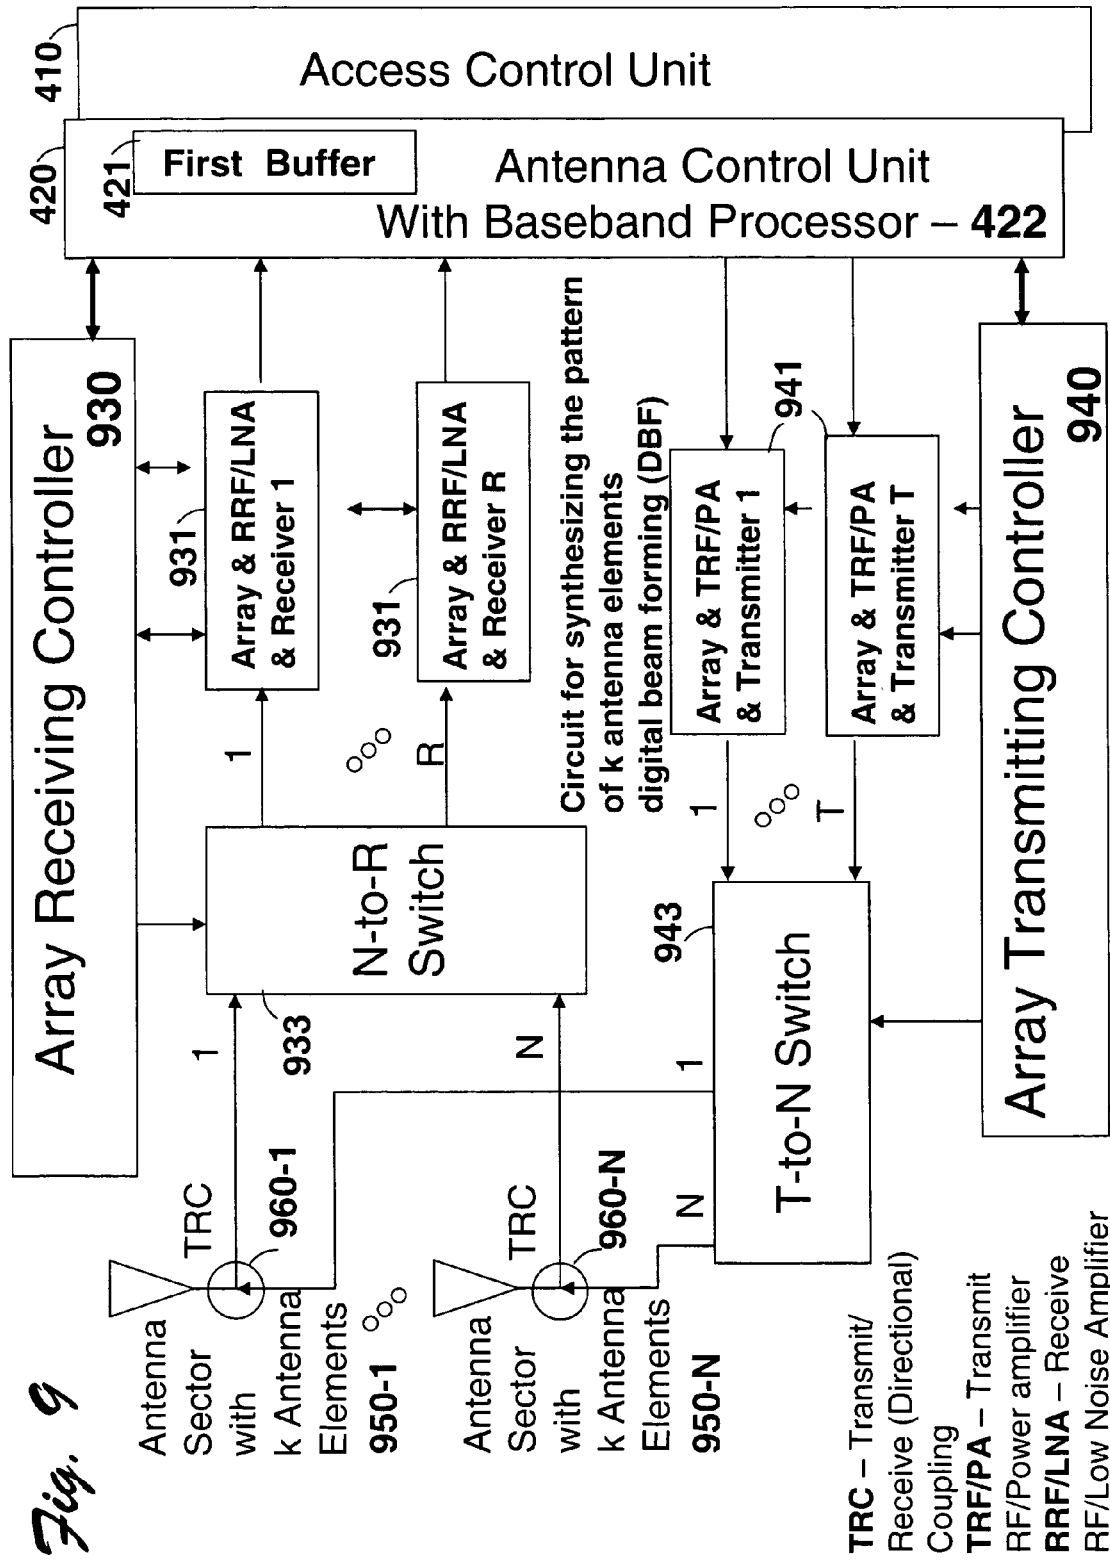 Fig. 9
Array Receiving Controller
930
Access Control Unit
410
420
421
First Buffer
Antenna Control Unit
With Baseband Processor – 422
931
Array & RRF/LNA
& Receiver 1
931
Array & RRF/LNA
& Receiver R
1
R
N-to-R
Switch
933
1
N
TRC
960-1
Antenna
Sector
with
k Antenna
Elements
950-1
TRC
960-N
Antenna
Sector
with
k Antenna
Elements
950-N
Circuit for synthesizing the pattern
of k antenna elements
digital beam forming (DBF)
941
Array & TRF/PA
& Transmitter 1
Array & TRF/PA
& Transmitter T
1
T
943
T-to-N Switch
1
N
Array Transmitting Controller
940
TRC – Transmit/
Receive (Directional)
Coupling
TRF/PA – Transmit
RF/Power amplifier
RRF/LNA – Receive
RF/Low Noise Amplifier